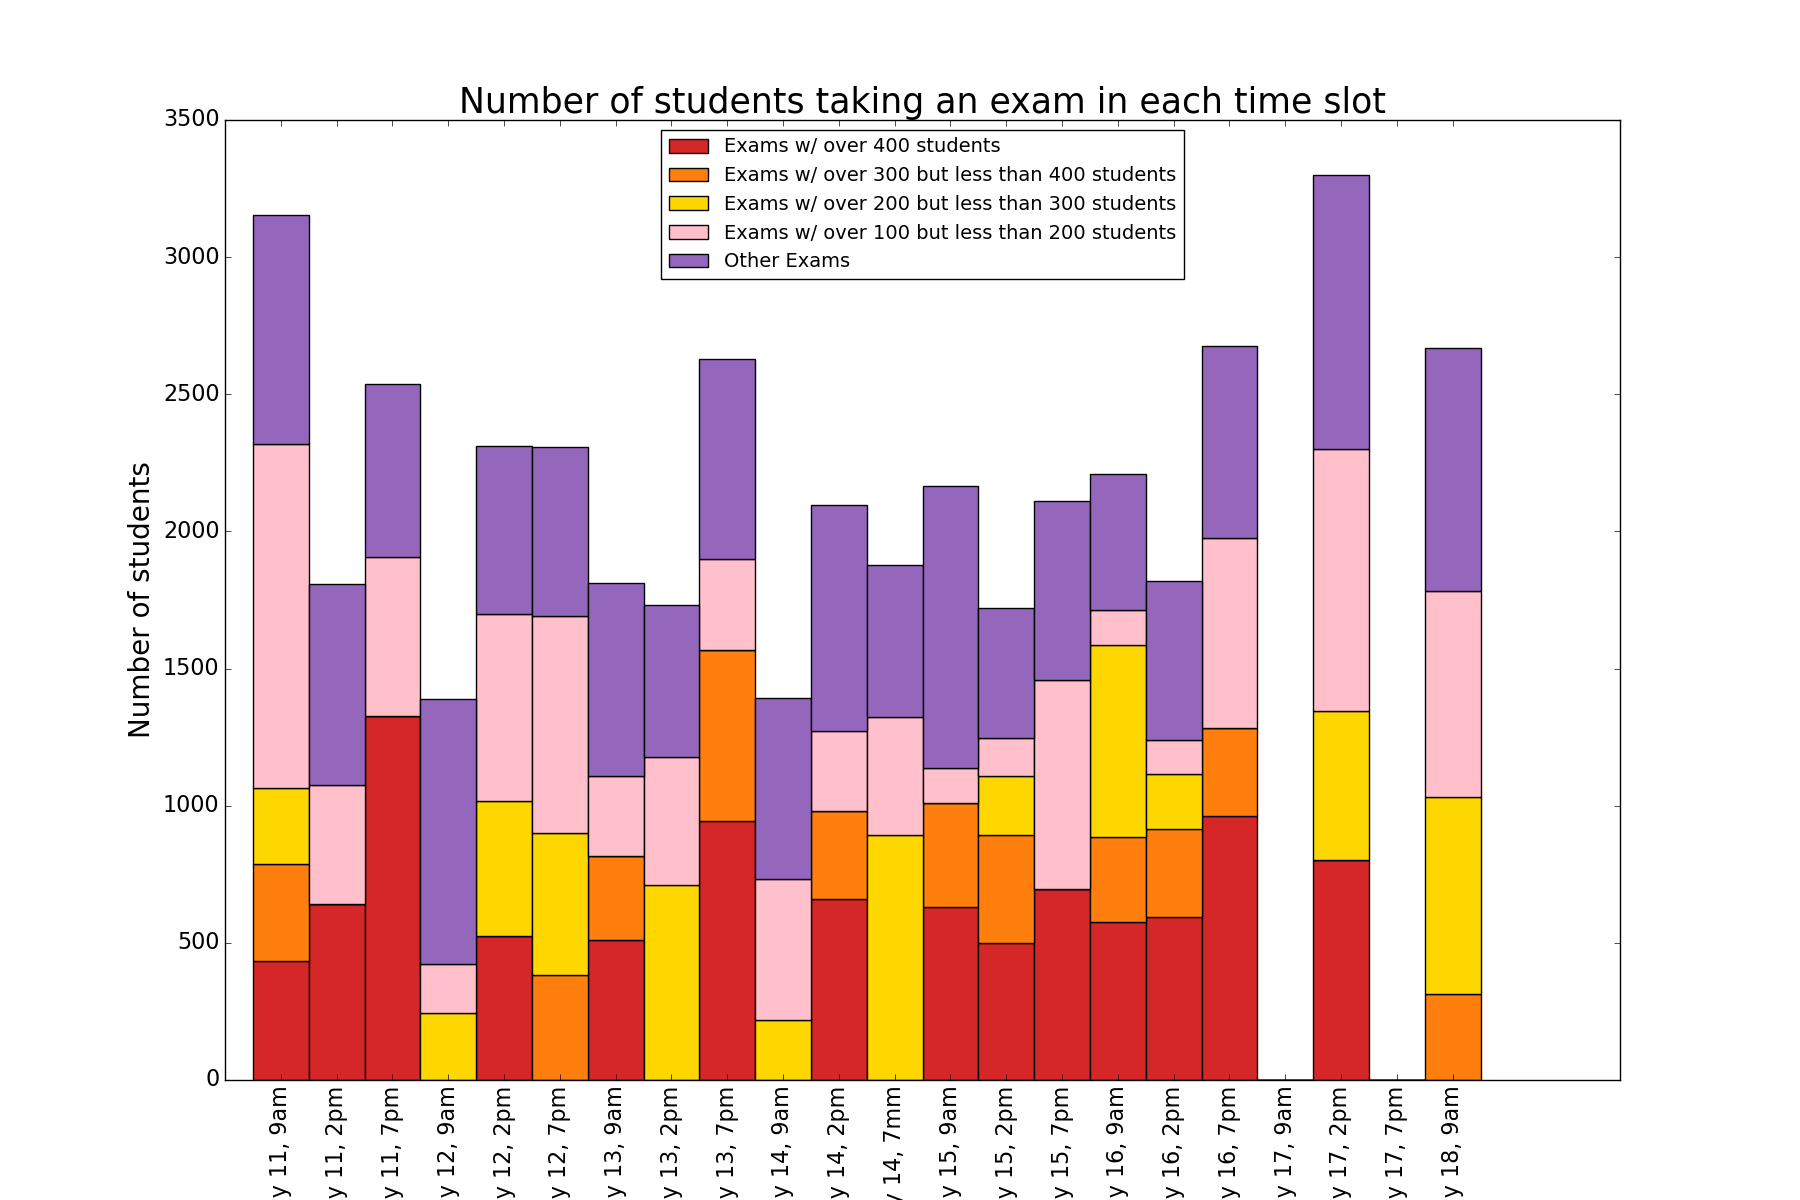 Number of students taking an exam in each time slot
3500
3000
2500
2000
1500
1000
500
0
Number of students
Exams w/ over 400 students
Exams w/ over 300 but less than 400 students
Exams w/ over 200 but less than 300 students
Exams w/ over 100 but less than 200 students
Other Exams
y 11, 9am
y 11, 2pm
y 11, 7pm
y 12, 9am
y 12, 2pm
y 12, 7pm
y 13, 9am
y 13, 2pm
y 13, 7pm
y 14, 9am
y 14, 2pm
y 14, 7mm
y 15, 9am
y 15, 2pm
y 15, 7pm
y 16, 9am
y 16, 2pm
y 16, 7pm
y 17, 9am
y 17, 2pm
y 17, 7pm
y 18, 9am